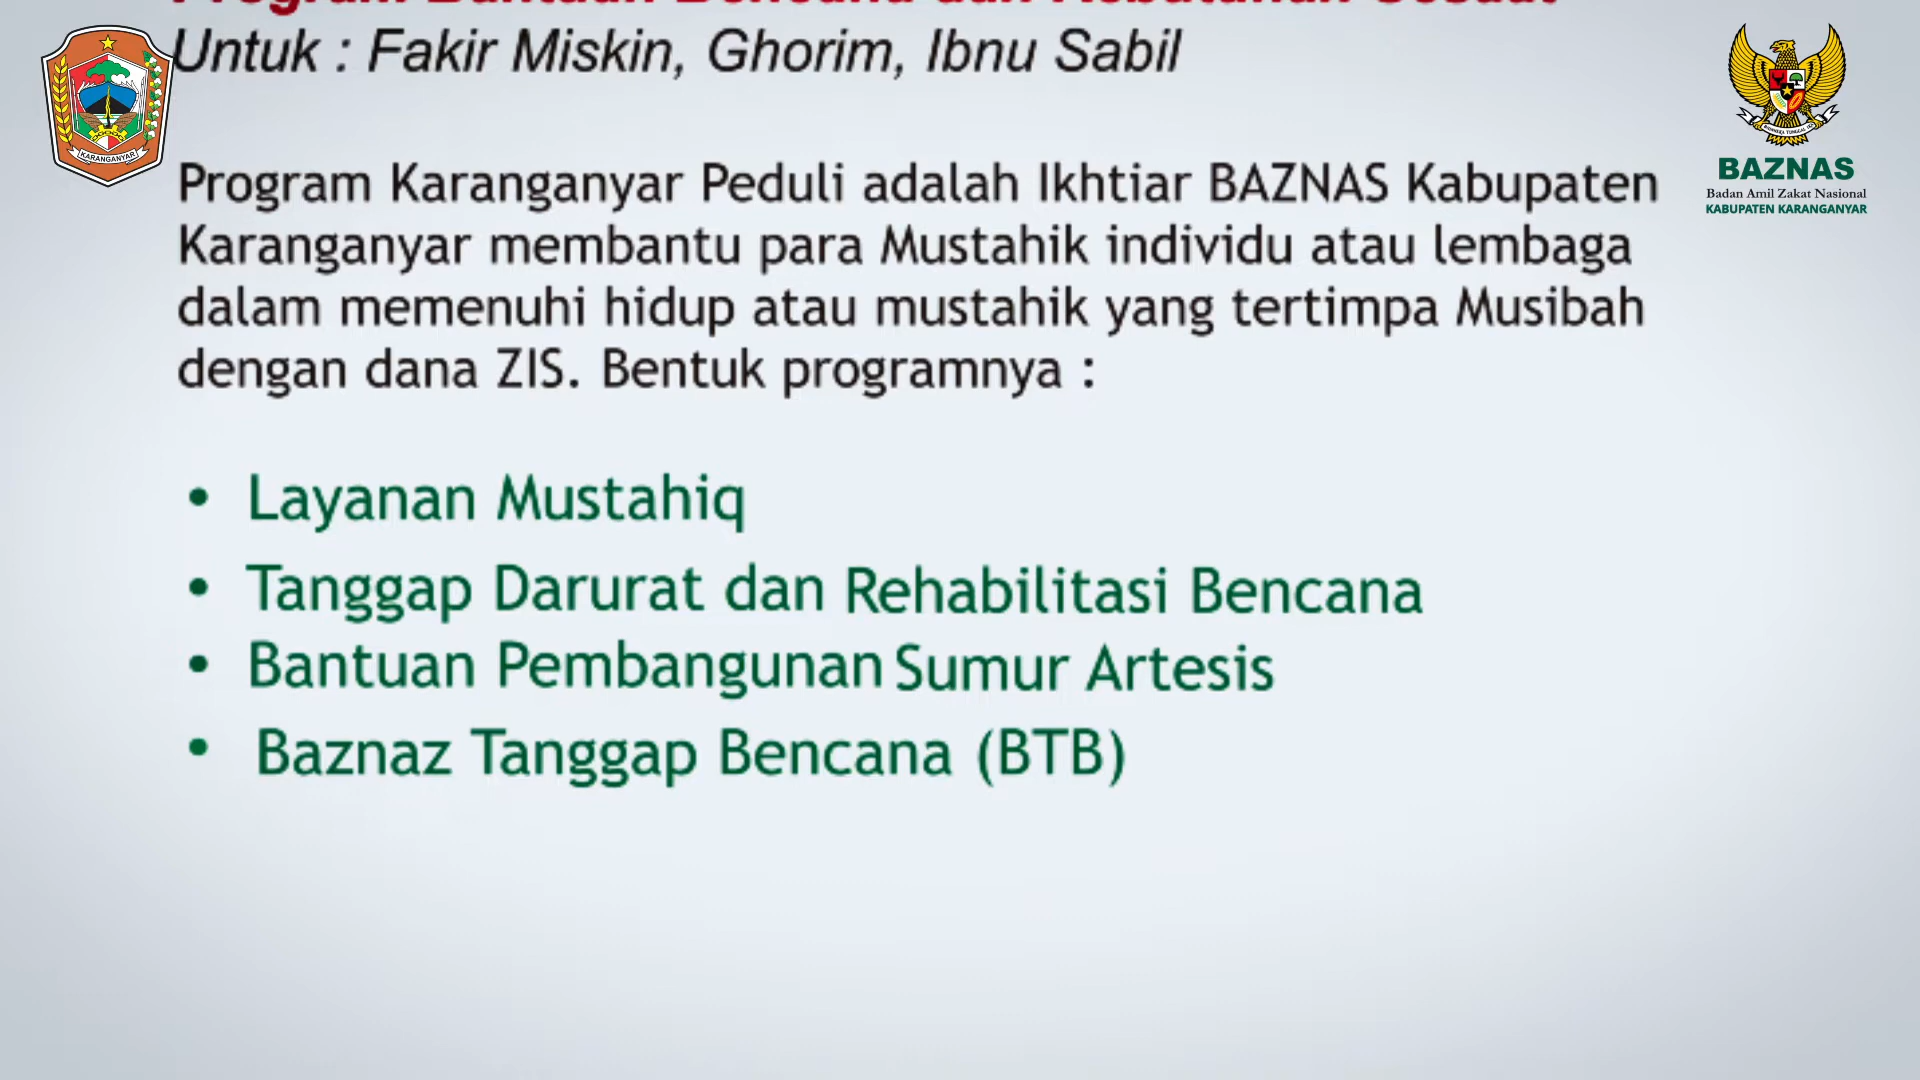 Untuk : Fakir Miskin, Ghorim, Ibnu Sabil
KARANGANYAR
BAZNAS
Badan Amil Zakat Nasional
KABUPATEN KARANGANYAR
Program Karanganyar Peduli adalah Ikhtiar BAZNAS Kabupaten
Karanganyar membantu para Mustahik individu atau lembaga
dalam memenuhi hidup atau mustahik yang tertimpa Musibah
dengan dana ZIS. Bentuk programnya :
• Layanan Mustahiq
• Tanggap Darurat dan Rehabilitasi Bencana
• Bantuan Pembangunan Sumur Artesis
• Baznaz Tanggap Bencana (BTB)